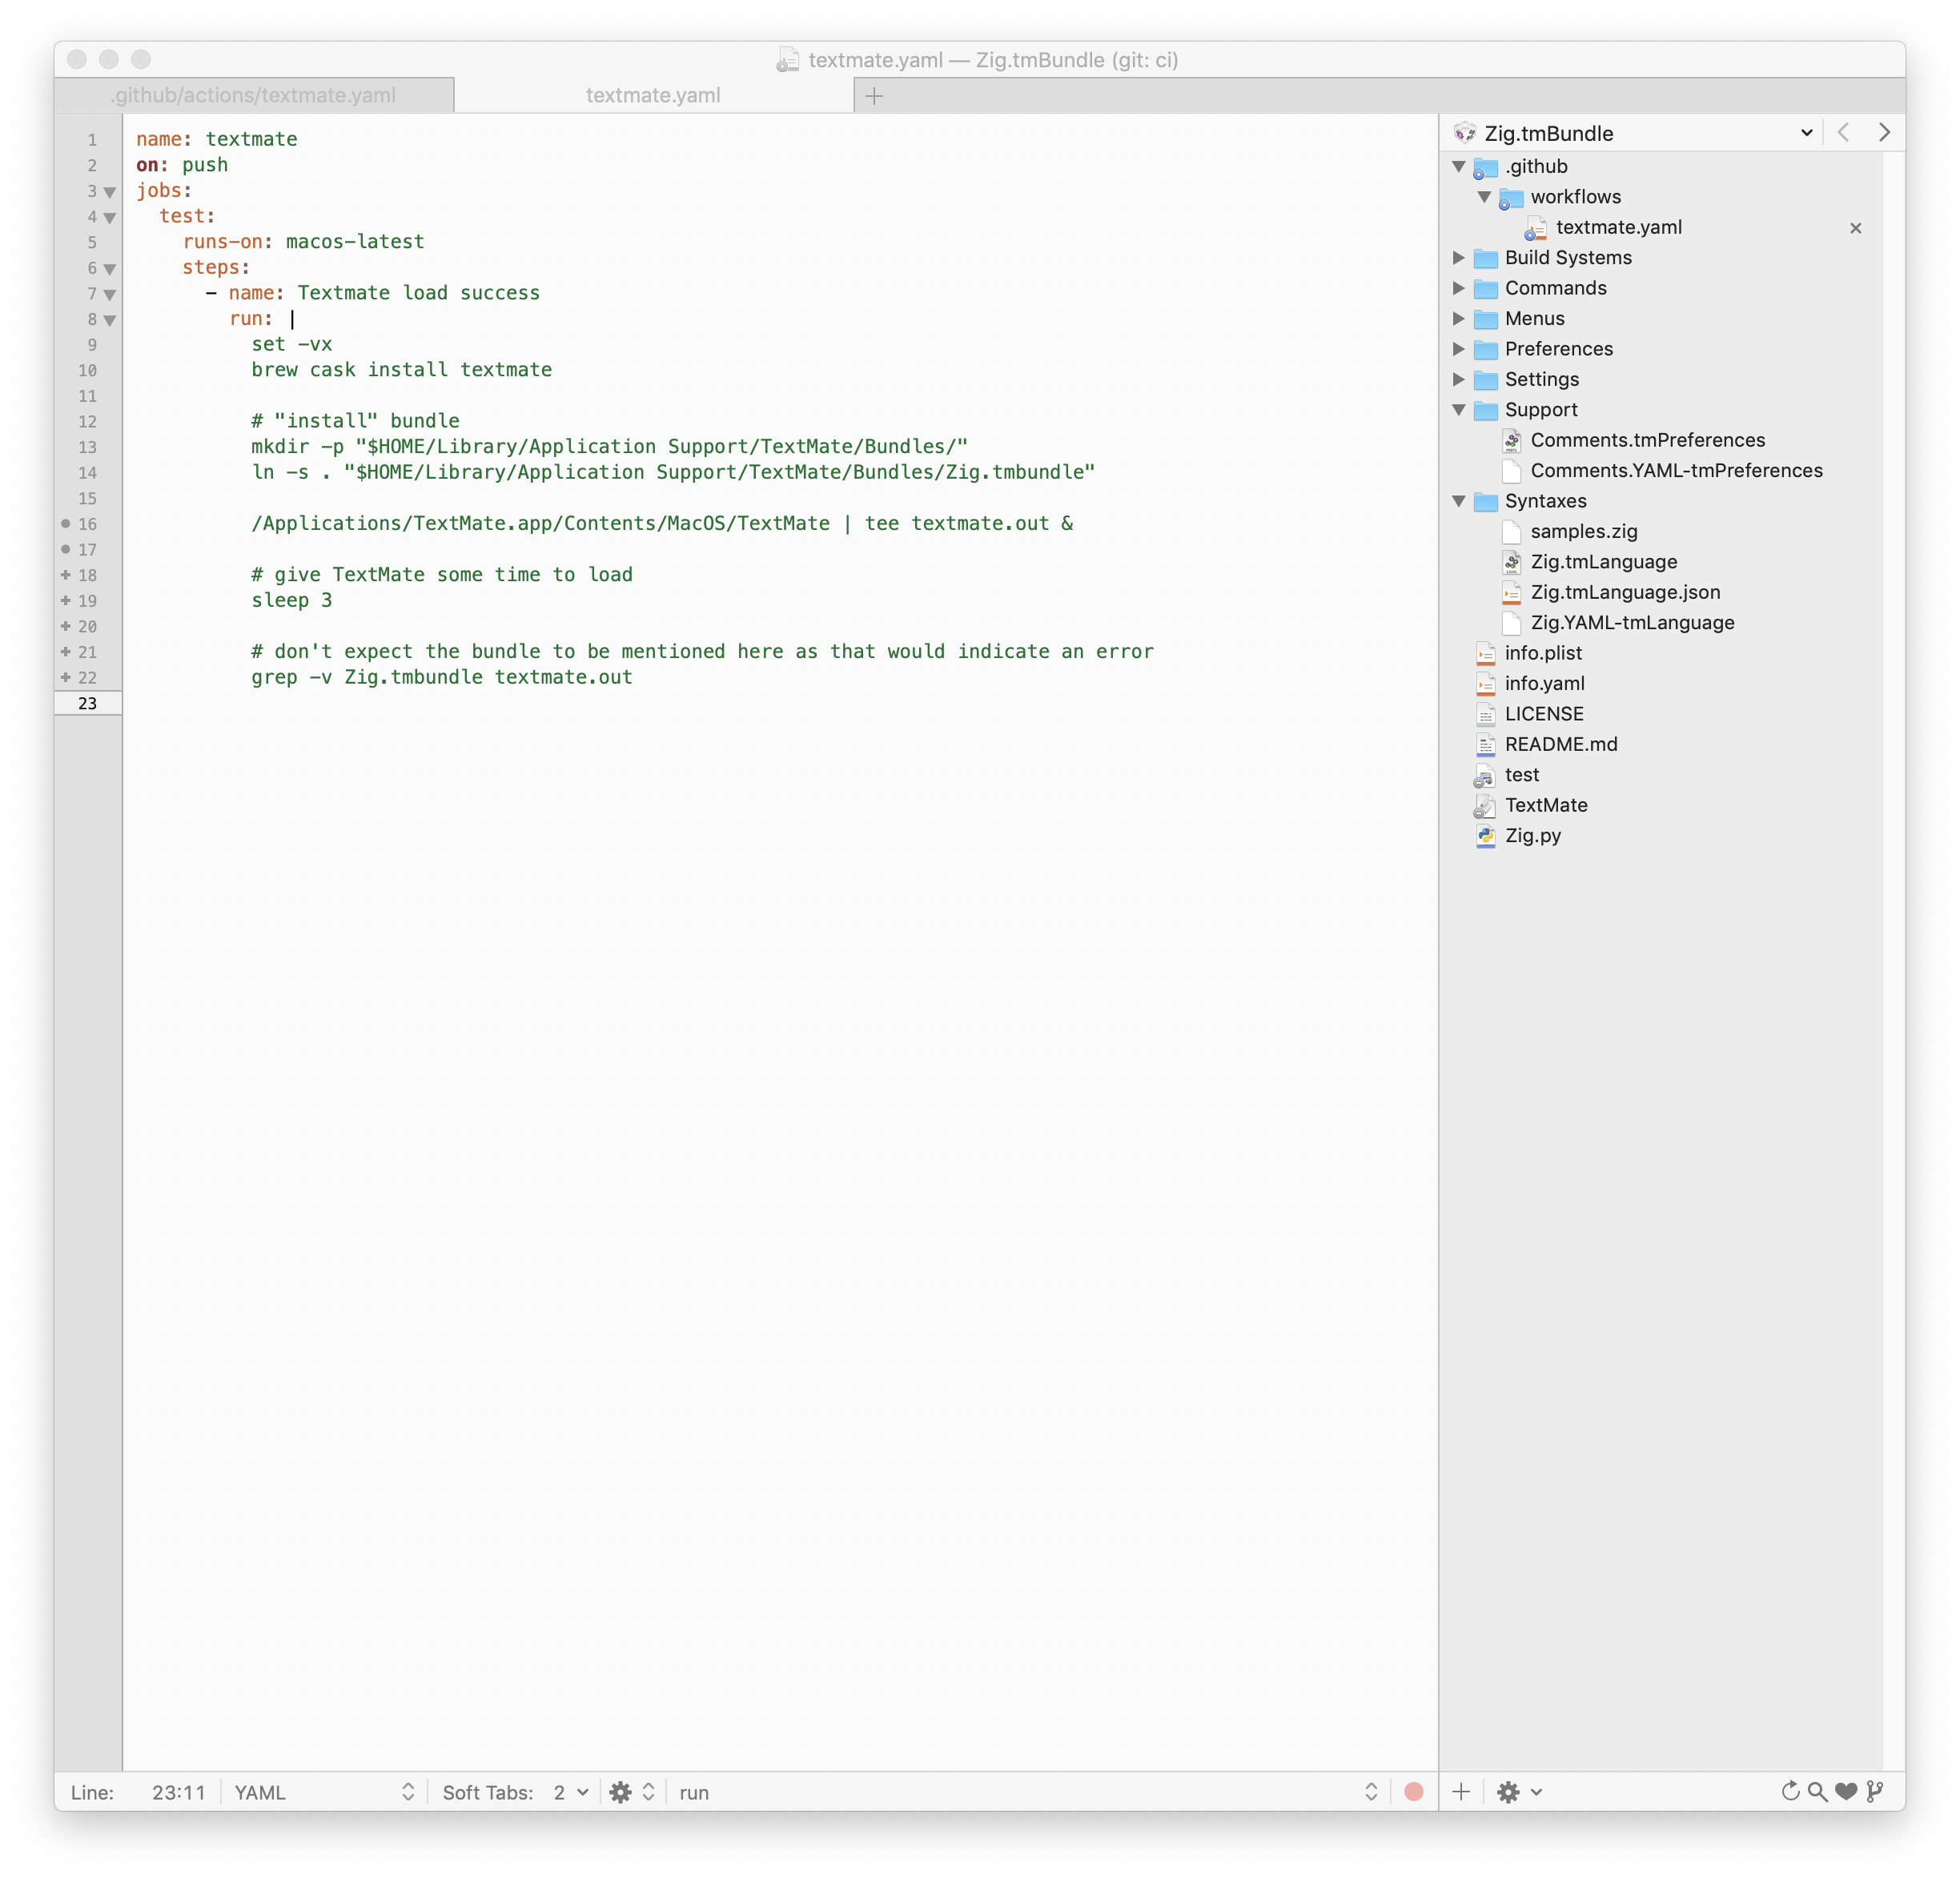 textmate.yaml — Zig.tmBundle (git: ci)
.github/actions/textmate.yaml
textmate.yaml
1 name: textmate
2 on: push
3 jobs:
4 test:
5 runs-on: macos-latest
6 steps:
7 - name: Textmate load success
8 run: |
9 set -vx
10 brew cask install textmate
11
12 # "install" bundle
13 mkdir -p "$HOME/Library/Application Support/TextMate/Bundles/"
14 ln -s . "$HOME/Library/Application Support/TextMate/Bundles/Zig.tmbundle"
15
16 /Applications/TextMate.app/Contents/MacOS/TextMate | tee textmate.out &
17
18 # give TextMate some time to load
19 sleep 3
20
21 # don't expect the bundle to be mentioned here as that would indicate an error
22 grep -v Zig.tmbundle textmate.out
23
Zig.tmBundle
.github
workflows
textmate.yaml
Build Systems
Commands
Menus
Preferences
Settings
Support
Comments.tmPreferences
Comments.YAML-tmPreferences
Syntaxes
samples.zig
Zig.tmLanguage
Zig.tmLanguage.json
Zig.YAML-tmLanguage
info.plist
info.yaml
LICENSE
README.md
test
TextMate
Zig.py
Line: 23:11 YAML Soft Tabs: 2 run